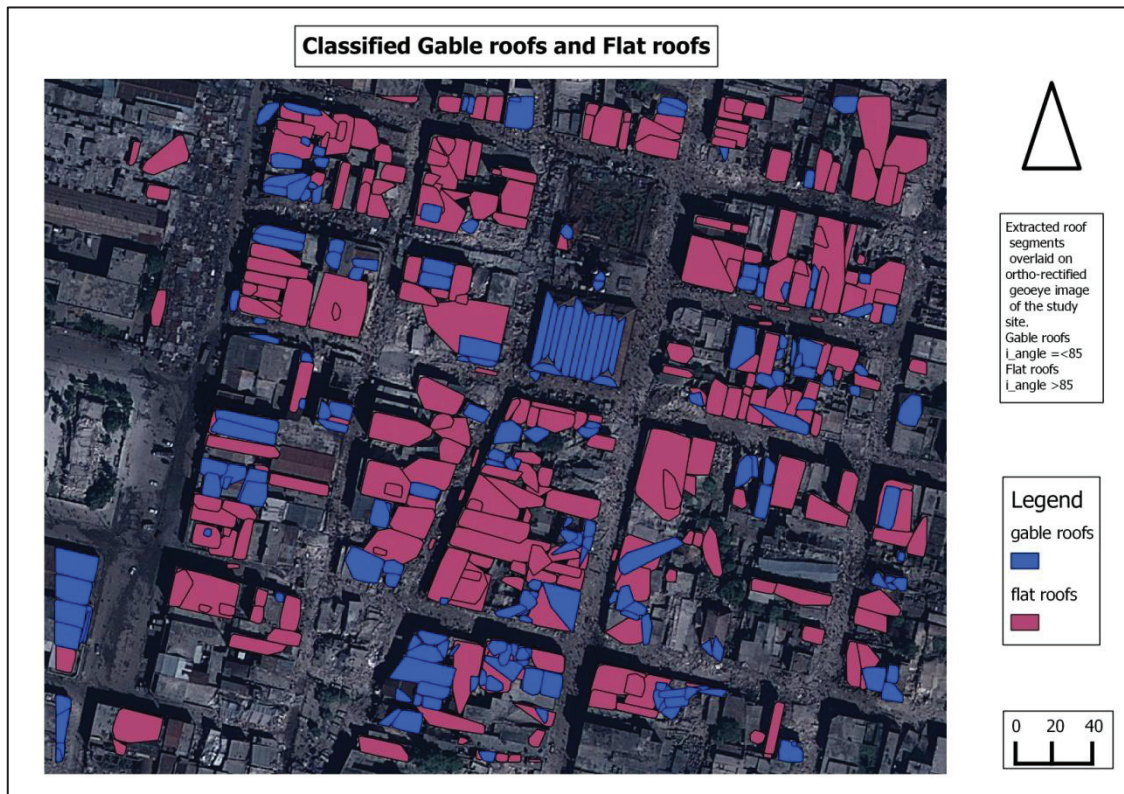 Classified Gable roofs and Flat roofs
Extracted roof
segments
overlaid on
ortho-rectified
geoeye image
of the study
site.
Gable roofs
i_angle =<85
Flat roofs
i_angle >85
Legend
gable roofs
flat roofs
0 20 40